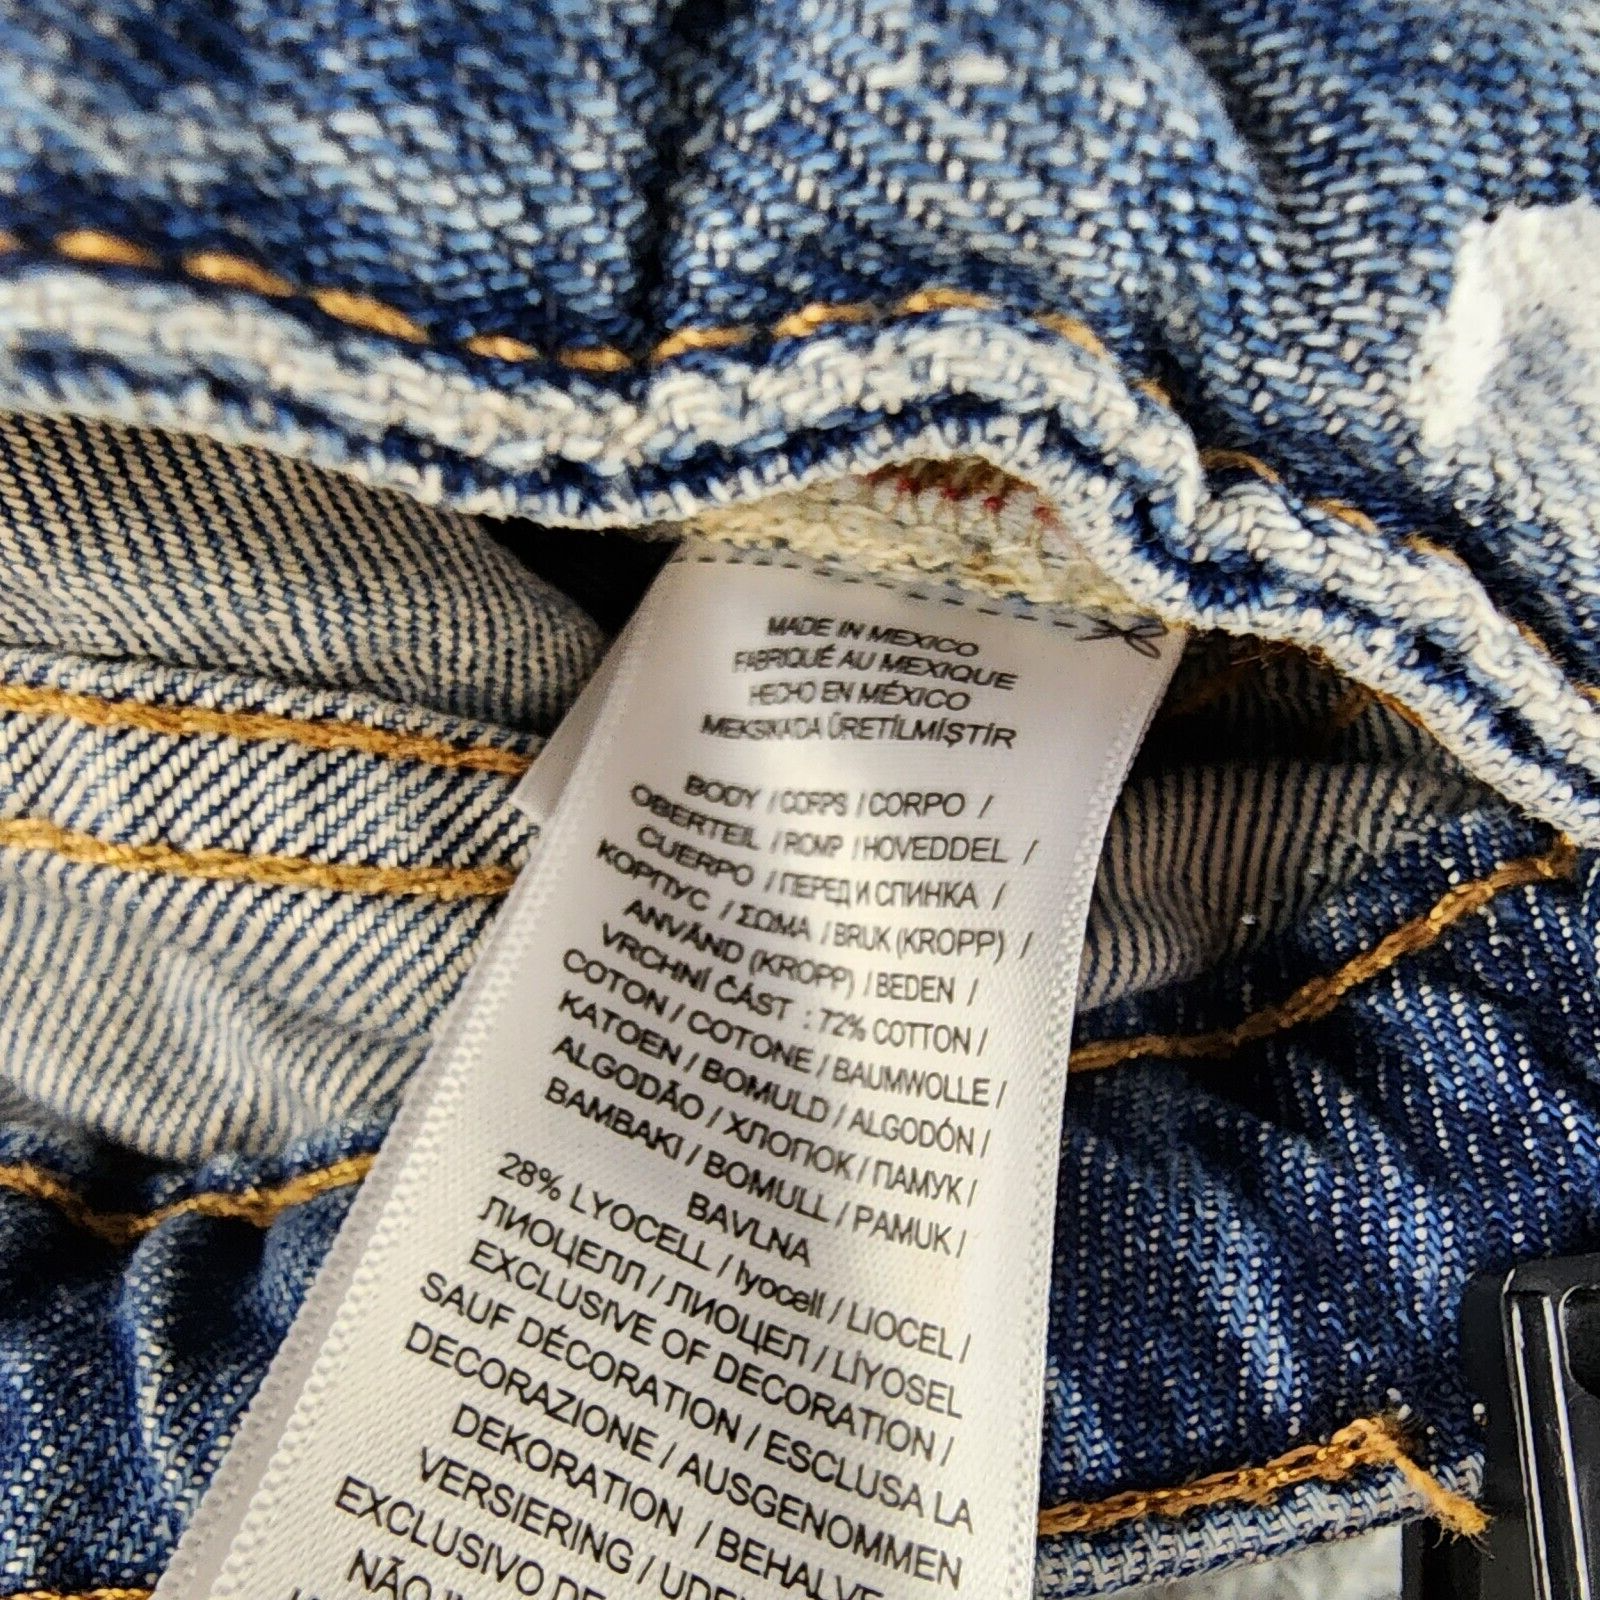 MADE IN MEXICO
FABRIQUÉ AU MEXIQUE
HECHO EN MÉXICO
MEKSIKADA ÜRETİLMİŞTİR
BODY / CORPS / CORPO /
OBERTEIL / ROMP / HOVEDDEL /
CUERPO / ПЕРЕД И СПИНКА /
КОРПУС / ΣΩΜΑ / BRUK (KROPP) /
ANVÄND (KROPP) / BEDEN /
VRCHNÍ ČÁST : 72% COTTON /
COTON / COTONE / BAUMWOLLE /
KATOEN / BOMULD / ALGODÓN /
ALGODÃO / ХЛОПОК / ПАМУК /
BAMBAKI / BOMULL / PAMUK /
BAVLNA
28% LYOCELL / lyocell / LIOCEL /
ЛИОЦЕЛЛ / ЛИОЦЕЛ / LİYOSEL
EXCLUSIVE OF DECORATION /
SAUF DÉCORATION / ESCLUSA LA
DECORAZIONE / AUSGENOMMEN
DEKORATION / BEHALVE
VERSIERING /
EXCLUSIVO
NÃO